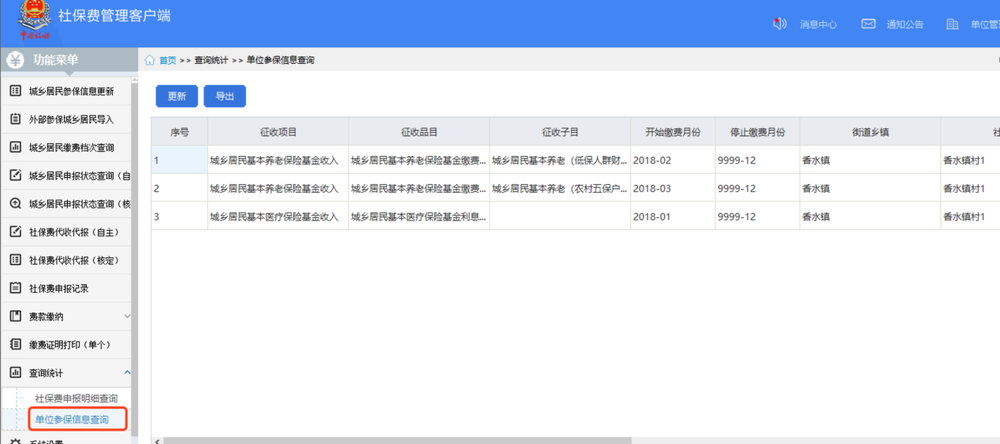 社保费管理客户端
消息中心
通知公告
单位管
功能菜单
首页 >> 查询统计 >> 单位参保信息查询
城乡居民参保信息更新
外部参保城乡居民导入
城乡居民缴费档次查询
城乡居民申报状态查询（自
城乡居民申报状态查询（核
社保费代收代报（自主）
社保费代收代报（核定）
社保费申报记录
费款缴纳
缴费证明打印（单个）
查询统计
社保费申报明细查询
单位参保信息查询
系统设置
更新 导出
序号 征收项目 征收品目 征收子目 开始缴费月份 停止缴费月份 街道乡镇 社
1 城乡居民基本养老保险基金收入 城乡居民基本养老保险基金缴费... 城乡居民基本养老（低保人群财... 2018-02 9999-12 香水镇 香水镇村1
2 城乡居民基本养老保险基金收入 城乡居民基本养老保险基金缴费... 城乡居民基本养老（农村五保户... 2018-03 9999-12 香水镇 香水镇村1
3 城乡居民基本医疗保险基金收入 城乡居民基本医疗保险基金利息... 2018-01 9999-12 香水镇 香水镇村1